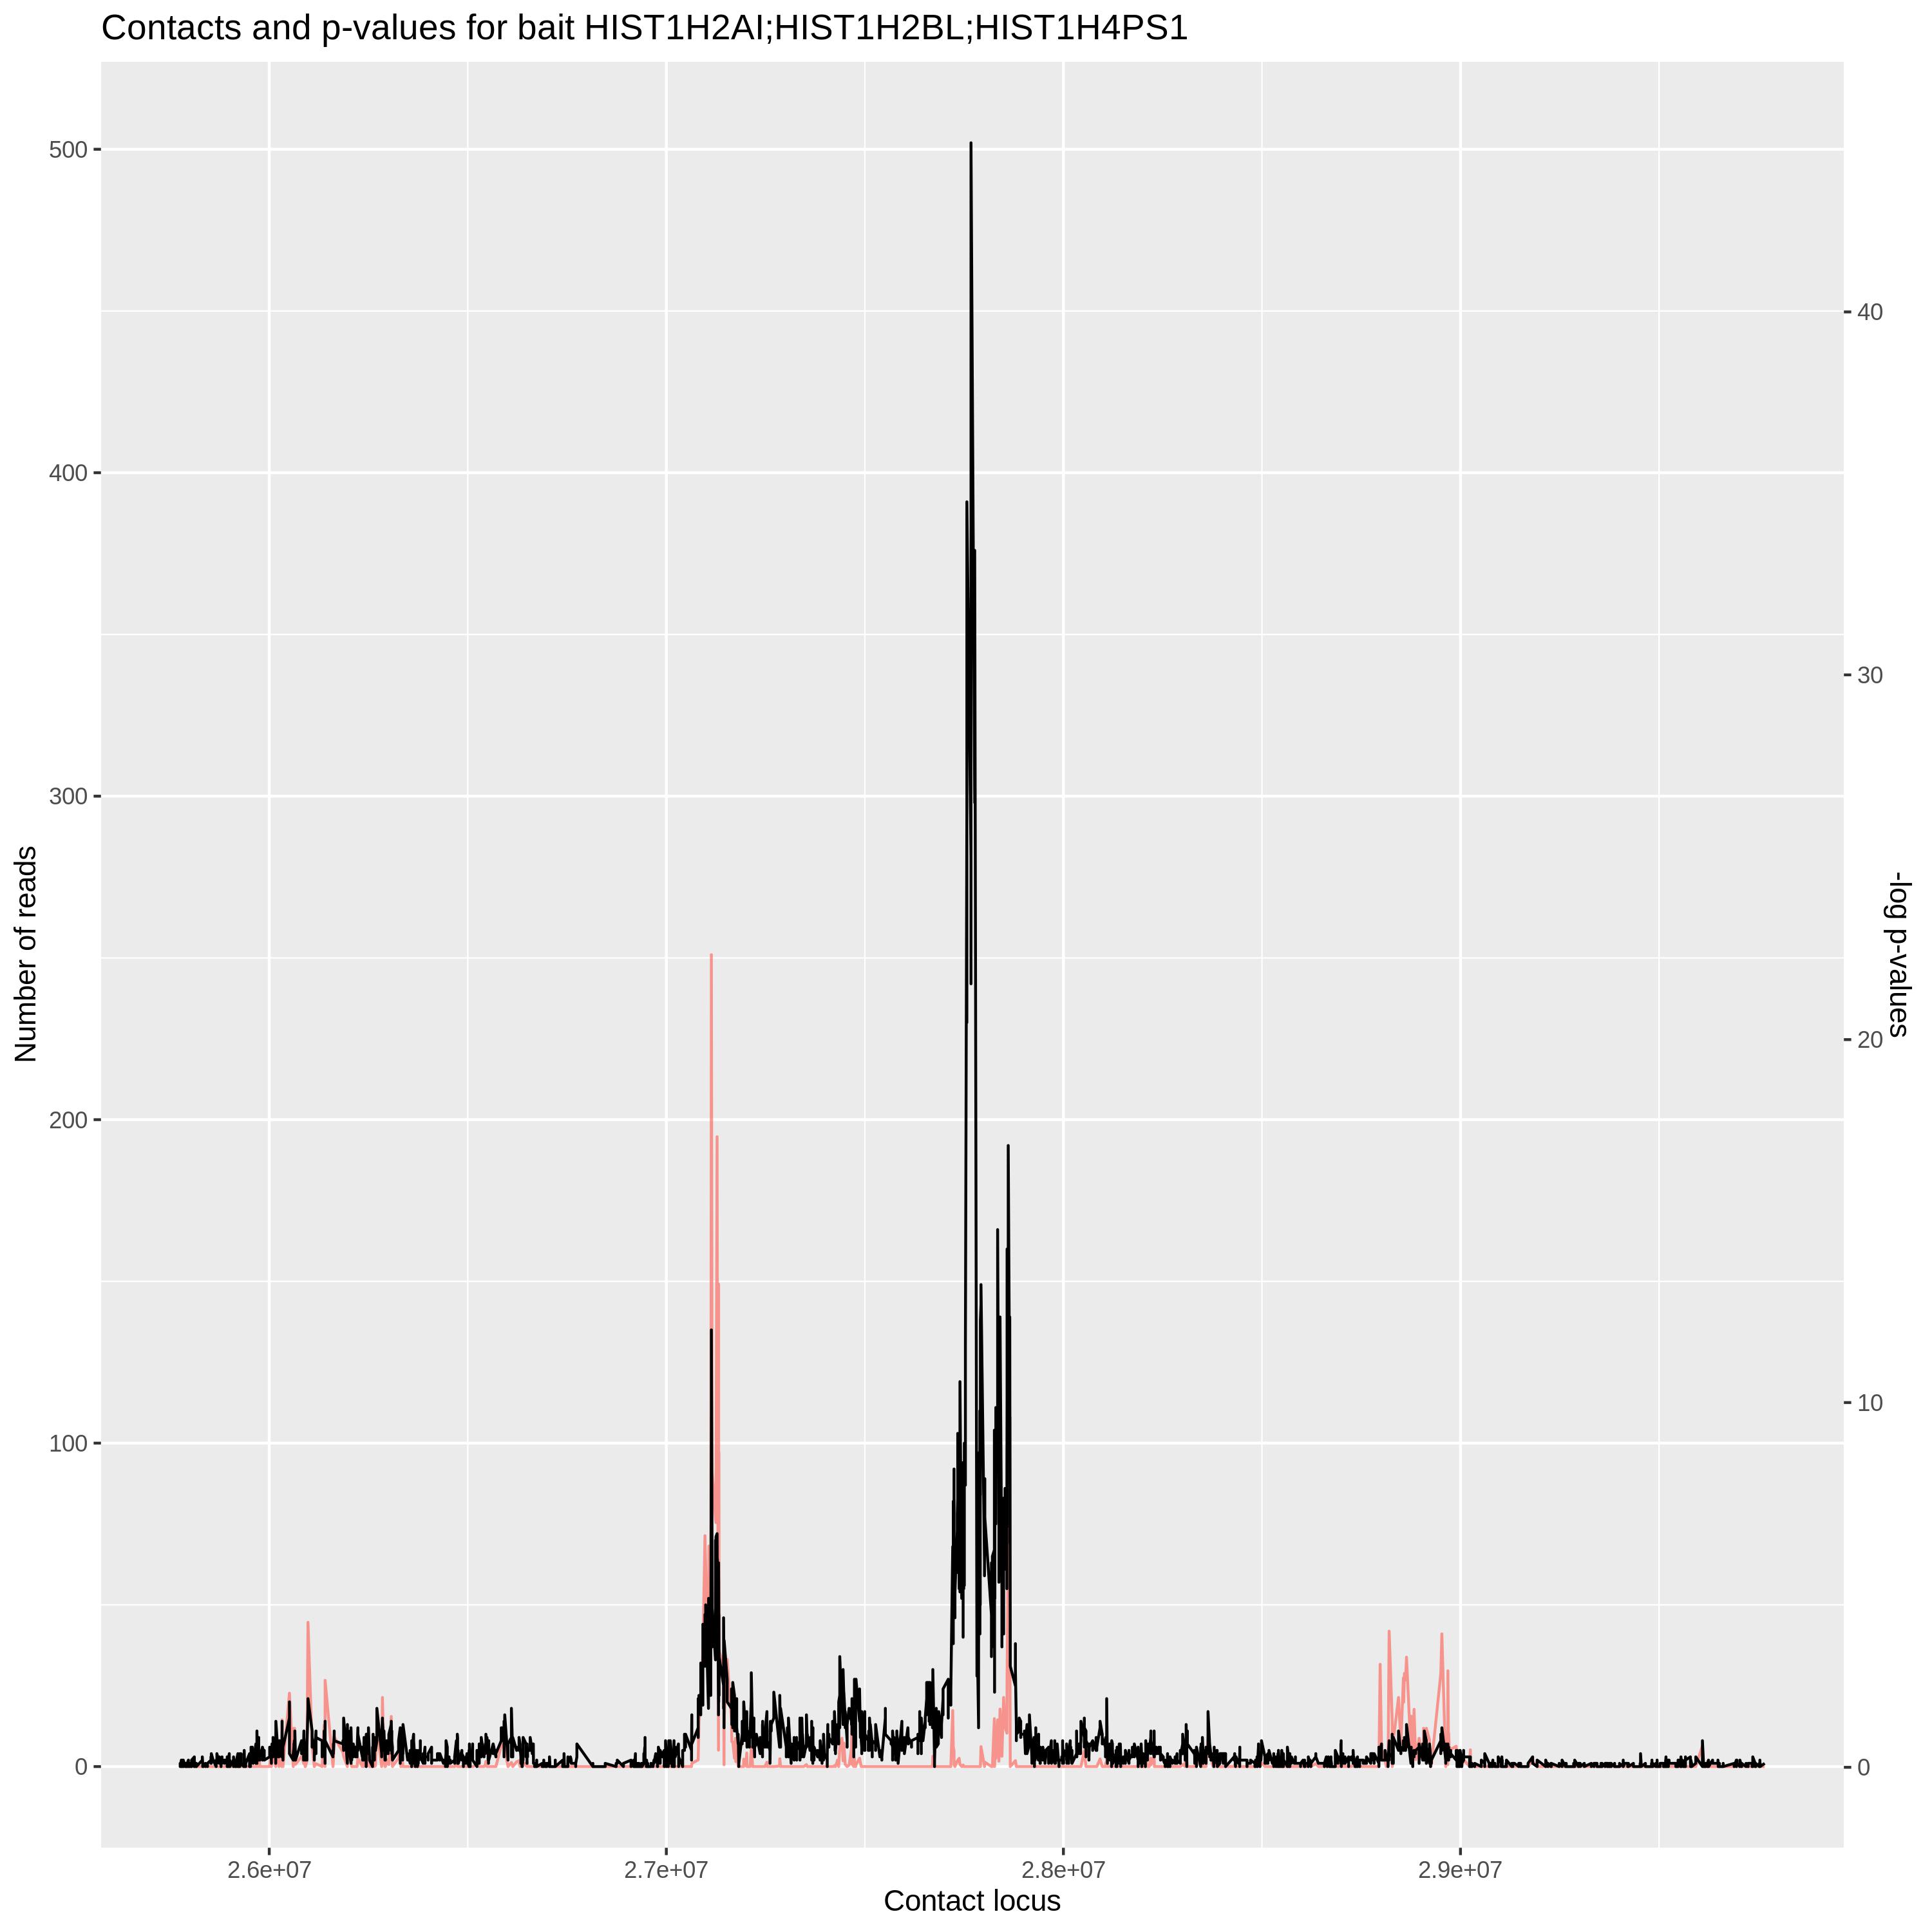 Contacts and p-values for bait HIST1H2AI;HIST1H2BL;HIST1H4PS1
500
400
300
200
100
0
Number of reads
40
30
20
10
0
-log p-values
2.6e+07 2.7e+07 2.8e+07 2.9e+07
Contact locus